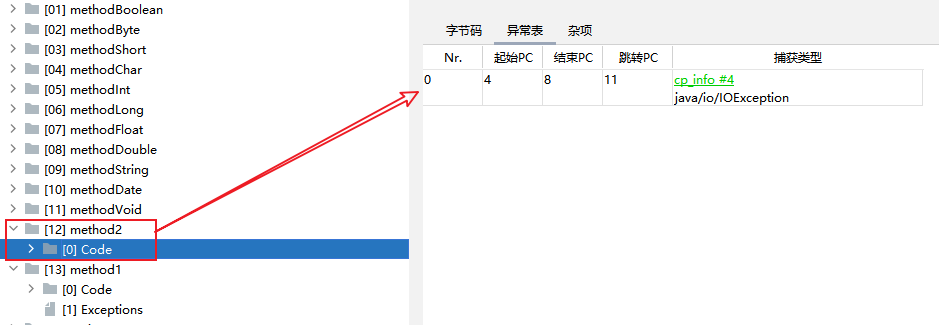 [01] methodBoolean
[02] methodByte
[03] methodShort
[04] methodChar
[05] methodInt
[06] methodLong
[07] methodFloat
[08] methodDouble
[09] methodString
[10] methodDate
[11] methodVoid
[12] method2
[0] Code
[13] method1
[0] Code
[1] Exceptions
字节码 异常表 杂项
Nr. 起始PC 结束PC 跳转PC 捕获类型
0 4 8 11 cp_info #4
java/io/IOException